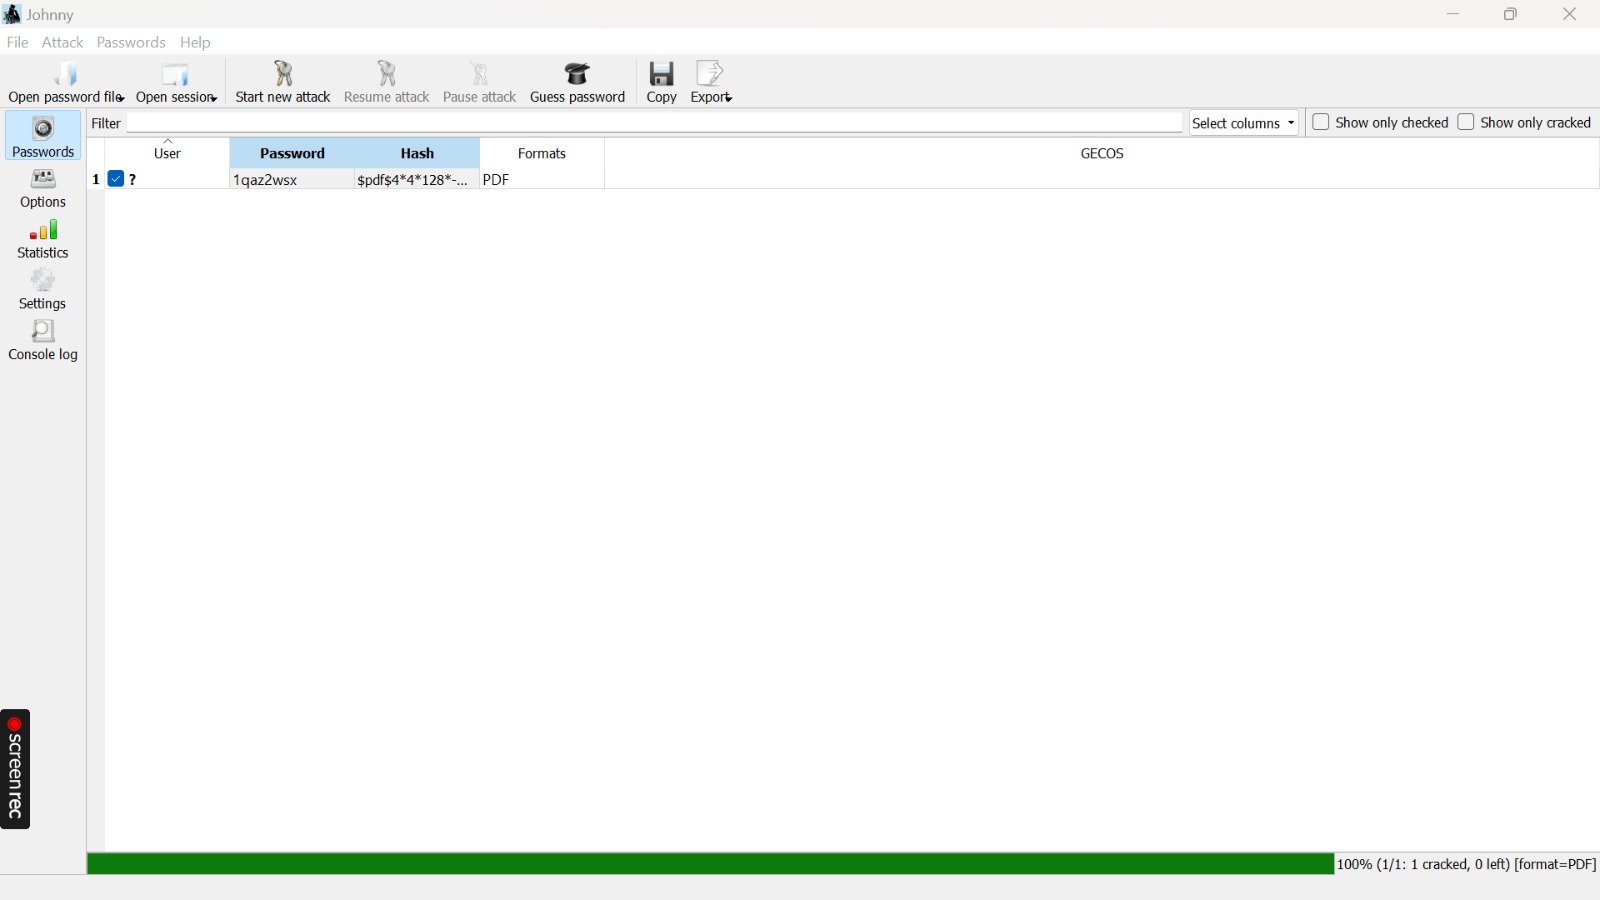 Johnny
File Attack Passwords Help
Open password file Open session Start new attack Resume attack Pause attack Guess password Copy Export
Filter Select columns Show only checked Show only cracked
Passwords
User Password Hash Formats GECOS
1 ? 1qaz2wsx $pdf$4*4*128*-... PDF
Options
Statistics
Settings
Console log
screenrec
100% (1/1: 1 cracked, 0 left) [format=PDF]